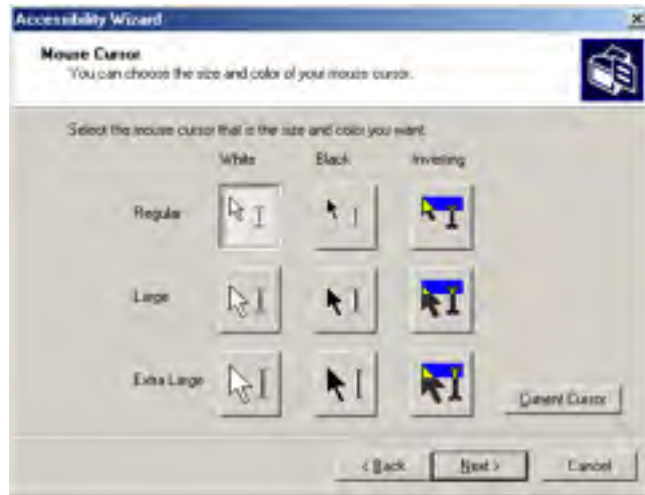 Accessibility Wizard
Mouse Cursor
You can choose the size and color of your mouse cursor.
Select the mouse cursor that is the size and color you want.
White Black Inverting
Regular
Large
Extra Large
Current Cursor
< Back Next > Cancel